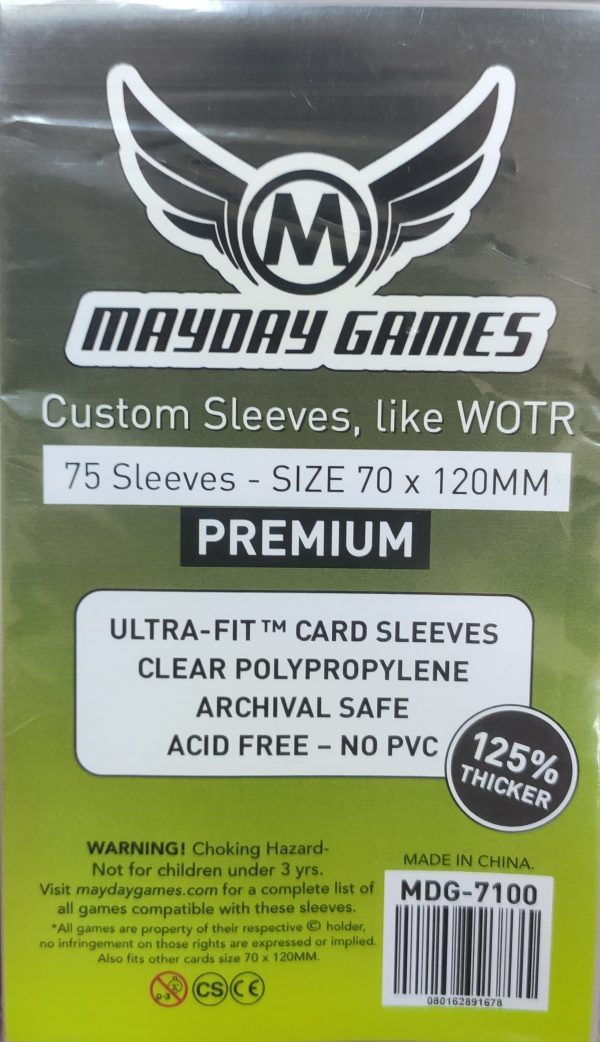 M
MAYDAY GAMES
Custom Sleeves, like WOTR
75 Sleeves - SIZE 70 x 120MM
PREMIUM
ULTRA-FIT™ CARD SLEEVES
CLEAR POLYPROPYLENE
ARCHIVAL SAFE
ACID FREE – NO PVC
125%
THICKER
WARNING! Choking Hazard-
Not for children under 3 yrs.
Visit maydaygames.com for a complete list of
all games compatible with these sleeves.
*All games are property of their respective © holder,
no infringement on those rights are expressed or implied.
Also fits other cards size 70 x 120MM.
0-3 CS CE
MADE IN CHINA.
MDG-7100
080162891678